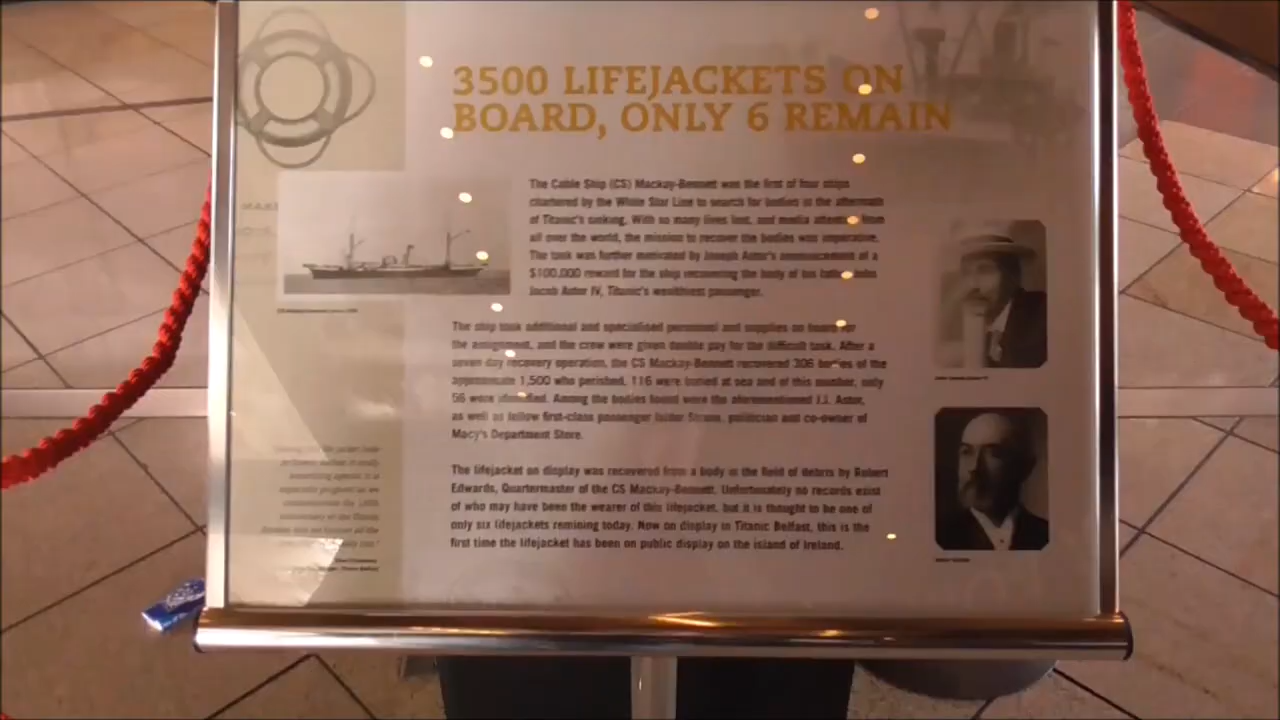 3500 LIFEJACKETS ON
BOARD, ONLY 6 REMAIN
The Cable Ship (CS) Mackay-Bennett was the first of four ships
chartered by the White Star Line to search for bodies in the aftermath
of Titanic's sinking. With so many lives lost, and media attention from
all over the world, the mission to recover the bodies was imperative.
The task was further motivated by Joseph Astor's announcement of a
$100,000 reward for the ship recovering the body of his father John
Jacob Astor IV, Titanic's wealthiest passenger.
The ship took additional and specialised personnel and supplies on board for
the assignment, and the crew were given double pay for the difficult task. After a
seven day recovery operation, the CS Mackay-Bennett recovered 306 bodies of the
approximate 1,500 who perished. 116 were buried at sea and of this number, only
56 were identified. Among the bodies found were the aforementioned J.J. Astor,
as well as fellow first-class passenger Isidor Straus, politician and co-owner of
Macy's Department Store.
The lifejacket on display was recovered from a body in the field of debris by Robert
Edwards, Quartermaster of the CS Mackay-Bennett. Unfortunately no records exist
of who may have been the wearer of this lifejacket, but it is thought to be one of
only six lifejackets remining today. Now on display in Titanic Belfast, this is the
first time the lifejacket has been on public display on the island of Ireland.